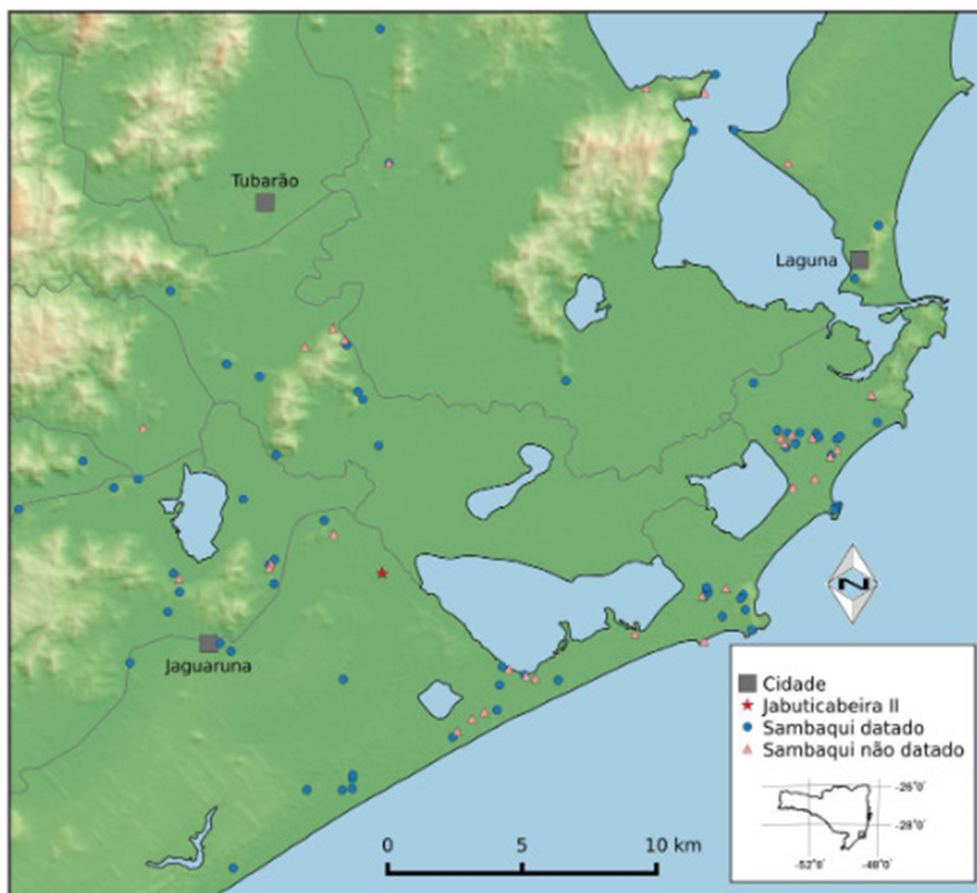 Tubarão
Laguna
Jaguaruna
N
Cidade
Jabuticabeira II
Sambaqui datado
Sambaqui não datado
-26°0'
-28°0'
-52°0'
-48°0'
0 5 10 km